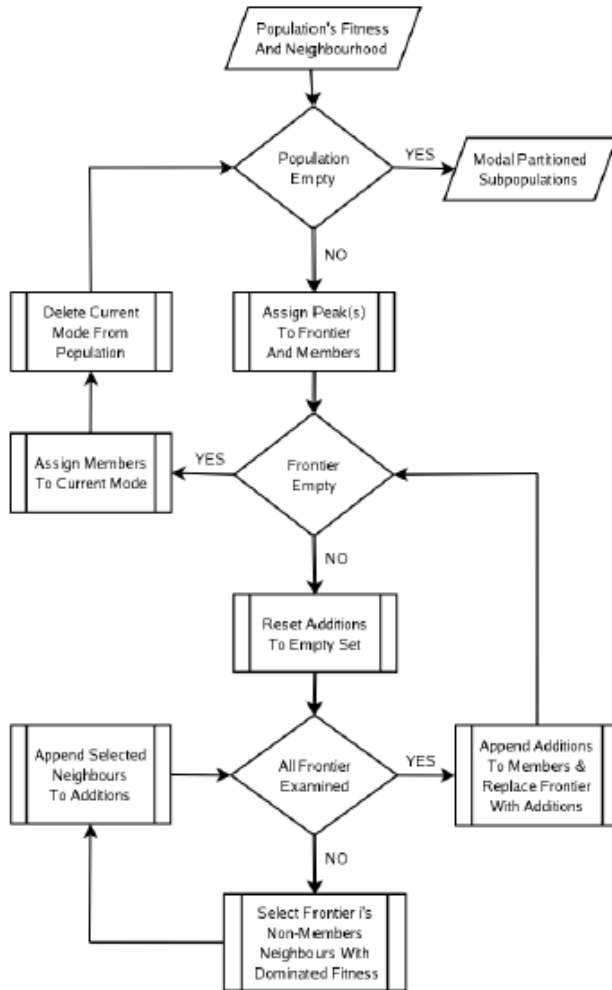 Population's Fitness
And Neighbourhood
Population
Empty
YES
Modal Partitioned
Subpopulations
NO
Delete Current
Mode From
Population
Assign Peak(s)
To Frontier
And Members
Assign Members
To Current Mode
YES
Frontier
Empty
NO
Reset Additions
To Empty Set
Append Selected
Neighbours
To Additions
All Frontier
Examined
YES
Append Additions
To Members &
Replace Frontier
With Additions
NO
Select Frontier i's
Non-Members
Neighbours With
Dominated Fitness